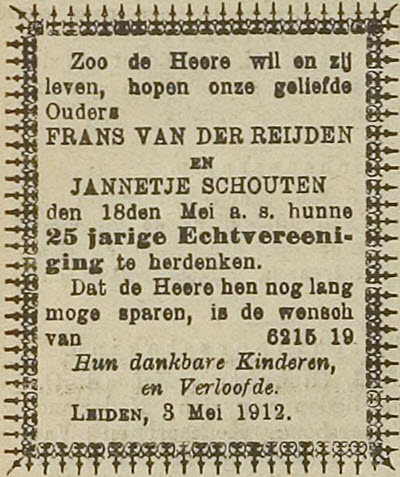 Zoo de Heere wil en zij
leven, hopen onze geliefde
Ouders
FRANS VAN DER REIJDEN
EN
JANNETJE SCHOUTEN
den 18den Mei a. s. hunne
25 jarige Echtvereeni-
ging te herdenken.
Dat de Heere hen nog lang
moge sparen, is de wensch
van 6215 19
Hun dankbare Kinderen,
en Verloofde.
LEIDEN, 3 Mei 1912.